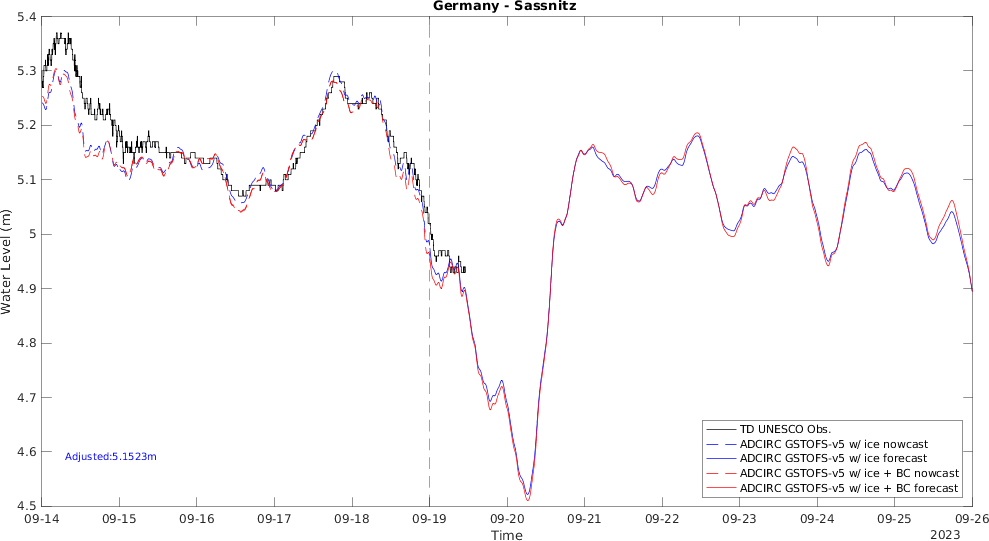 Germany - Sassnitz
5.4
5.3
5.2
5.1
5
4.9
4.8
4.7
4.6
4.5
Water Level (m)
Adjusted:5.1523m
TD UNESCO Obs.
ADCIRC GSTOFS-v5 w/ ice nowcast
ADCIRC GSTOFS-v5 w/ ice forecast
ADCIRC GSTOFS-v5 w/ ice + BC nowcast
ADCIRC GSTOFS-v5 w/ ice + BC forecast
09-14 09-15 09-16 09-17 09-18 09-19 09-20 09-21 09-22 09-23 09-24 09-25 09-26
Time
2023